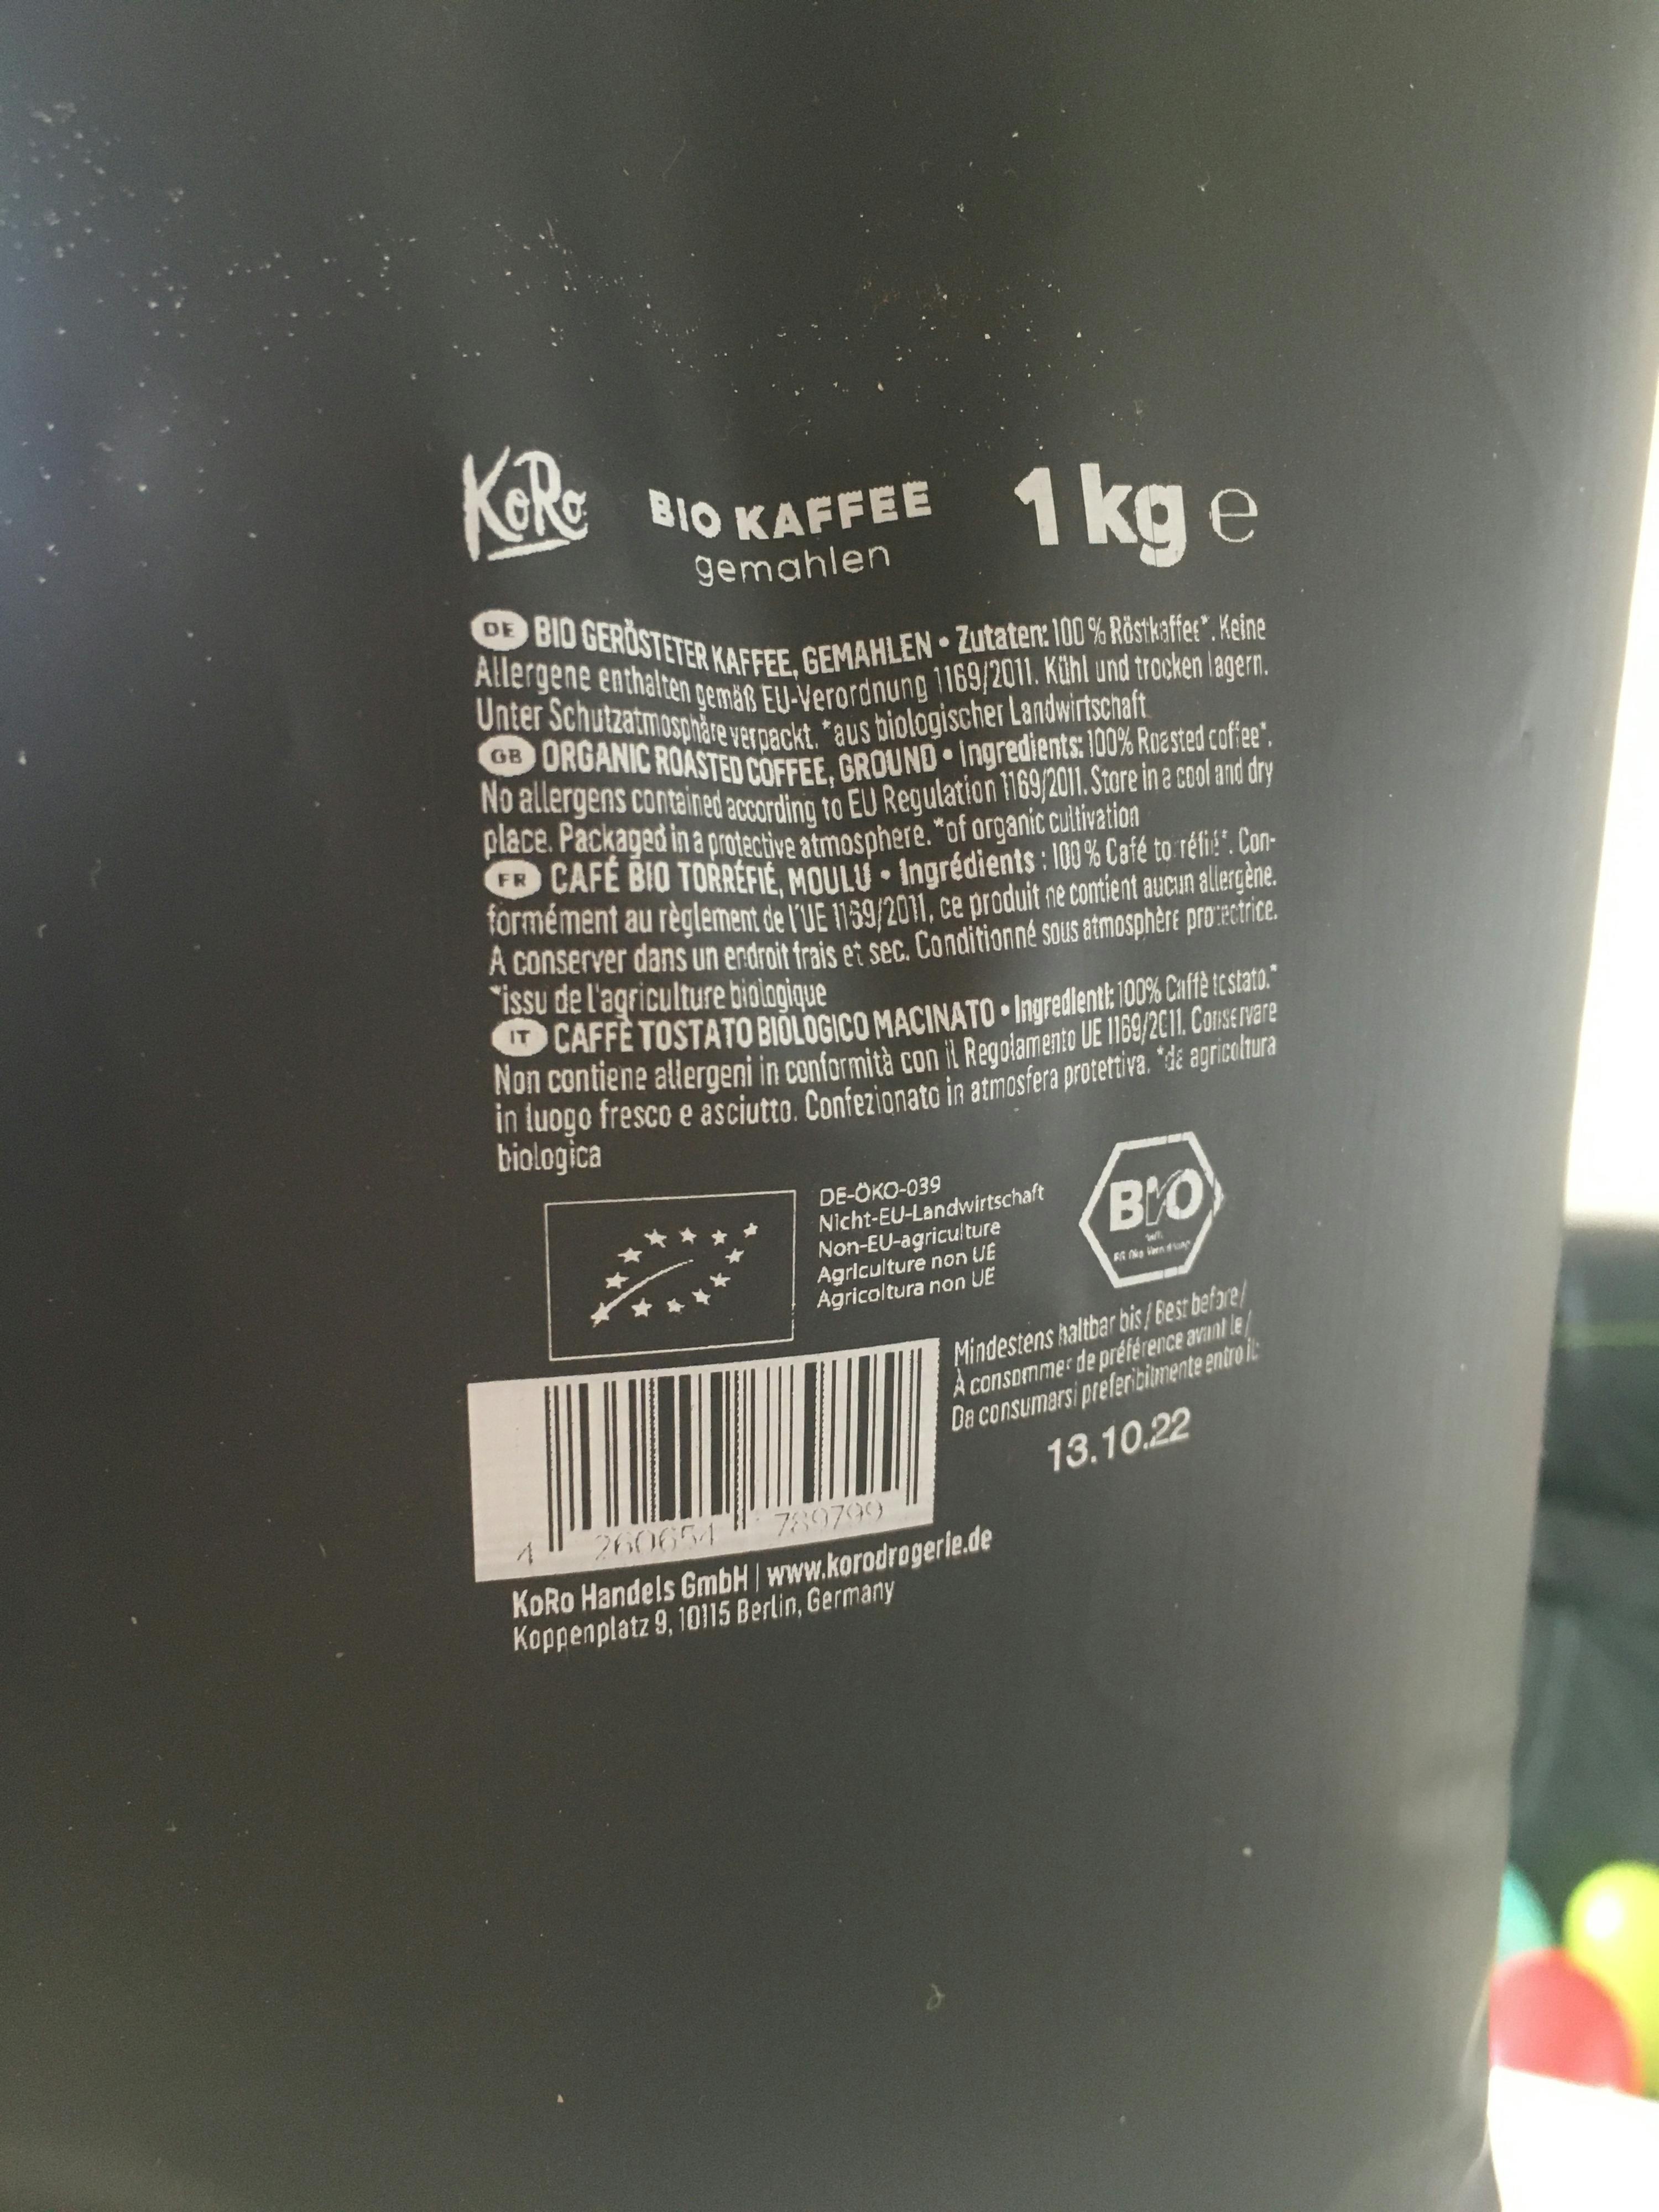 KoRo
BIO KAFFEE
gemahlen
1 kg e
DE BIO GERÖSTETER KAFFEE, GEMAHLEN • Zutaten: 100 % Röstkaffee*. Keine
Allergene enthalten gemäß EU-Verordnung 1169/2011. Kühl und trocken lagern.
Unter Schutzatmosphäre verpackt. *aus biologischer Landwirtschaft
GB ORGANIC ROASTED COFFEE, GROUND • Ingredients: 100% Roasted coffee*.
No allergens contained according to EU Regulation 1169/2011. Store in a cool and dry
place. Packaged in a protective atmosphere. *of organic cultivation
FR CAFÉ BIO TORRÉFIÉ, MOULU • Ingrédients : 100 % Café torréfié*. Con-
formément au règlement de l'UE 1169/2011, ce produit ne contient aucun allergène.
A conserver dans un endroit frais et sec. Conditionné sous atmosphère protectrice.
*issu de l'agriculture biologique
IT CAFFÈ TOSTATO BIOLOGICO MACINATO • Ingredienti: 100% Caffè tostato.*
Non contiene allergeni in conformità con il Regolamento UE 1169/2011. Conservare
in luogo fresco e asciutto. Confezionato in atmosfera protettiva. *da agricoltura
biologica
DE-ÖKO-039
Nicht-EU-Landwirtschaft
Non-EU-agriculture
Agriculture non UE
Agricoltura non UE
BIO
Mindestens haltbar bis / Best before /
À consommer de préférence avant le /
Da consumarsi preferibilmente entro il:
13.10.22
4 260654 789799
KoRo Handels GmbH | www.korodrogerie.de
Koppenplatz 9, 10115 Berlin, Germany